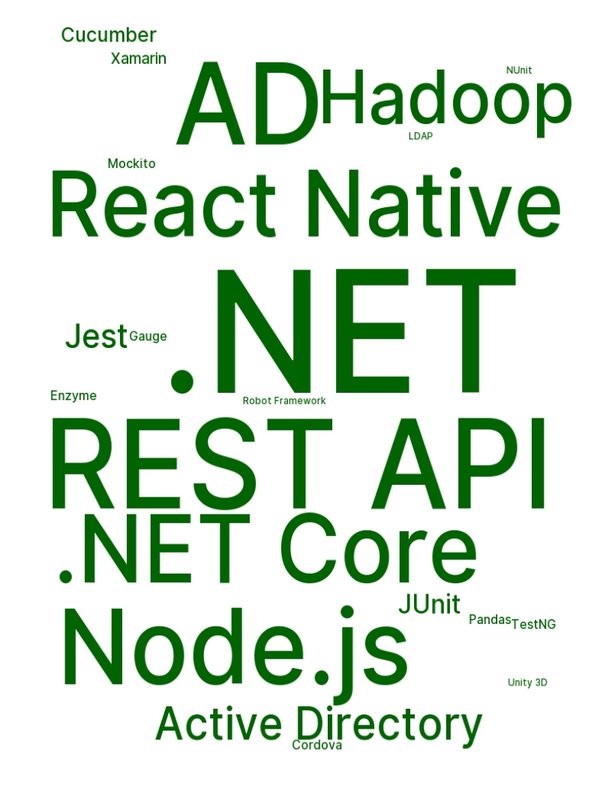 Cucumber
Xamarin
NUnit
AD
Hadoop
LDAP
Mockito
React Native
.NET
Jest
Gauge
Enzyme
Robot Framework
REST API
.NET Core
JUnit
Pandas
TestNG
Node.js
Unity 3D
Active Directory
Cordova